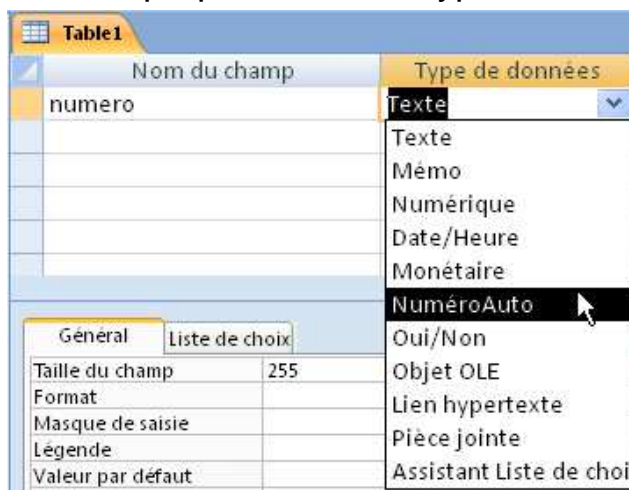 Table1
Nom du champ Type de données
numero Texte
Texte
Mémo
Numérique
Date/Heure
Monétaire
NuméroAuto
Oui/Non
Objet OLE
Lien hypertexte
Pièce jointe
Assistant Liste de choi
Général Liste de choix
Taille du champ 255
Format
Masque de saisie
Légende
Valeur par défaut